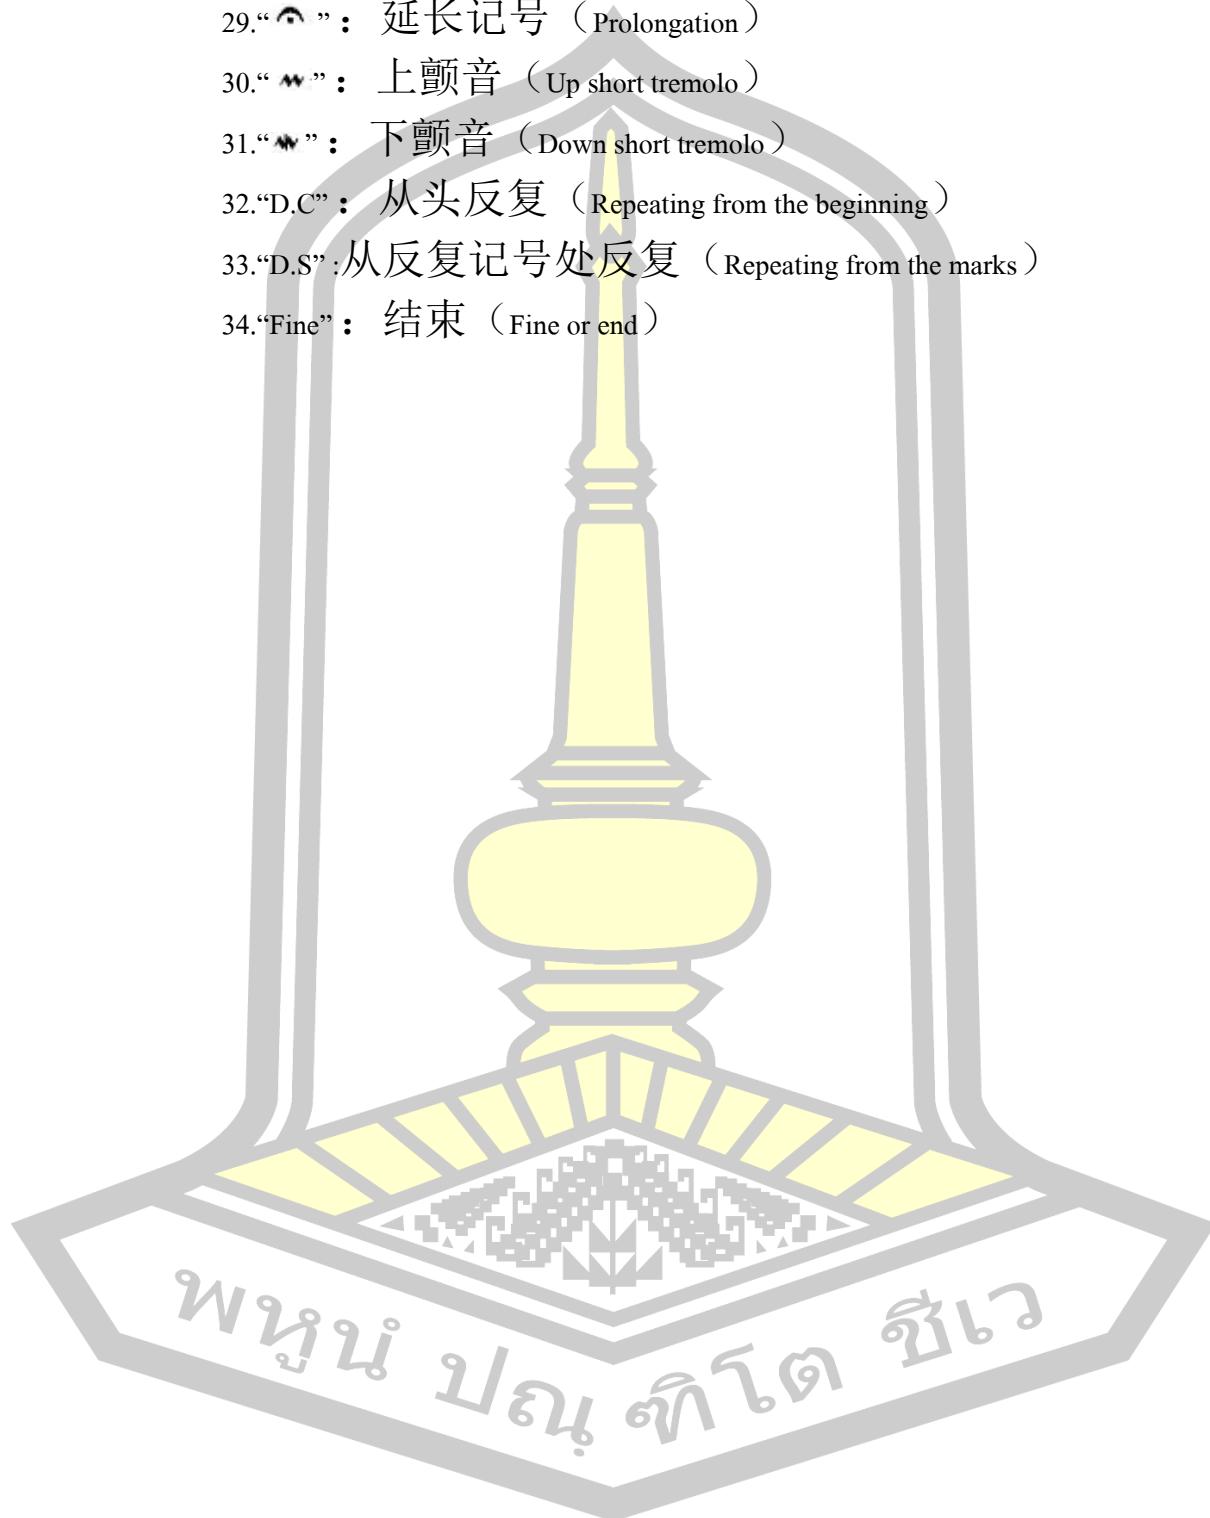 29.“𝄐”： 延长记号（Prolongation）
30.“ ”： 上颤音（Up short tremolo）
31.“ ”： 下颤音（Down short tremolo）
32.“D.C”： 从头反复（Repeating from the beginning）
33.“D.S” :从反复记号处反复（Repeating from the marks）
34.“Fine”： 结束（Fine or end）
พหูนํ ปณฺฑิโต ชีเว